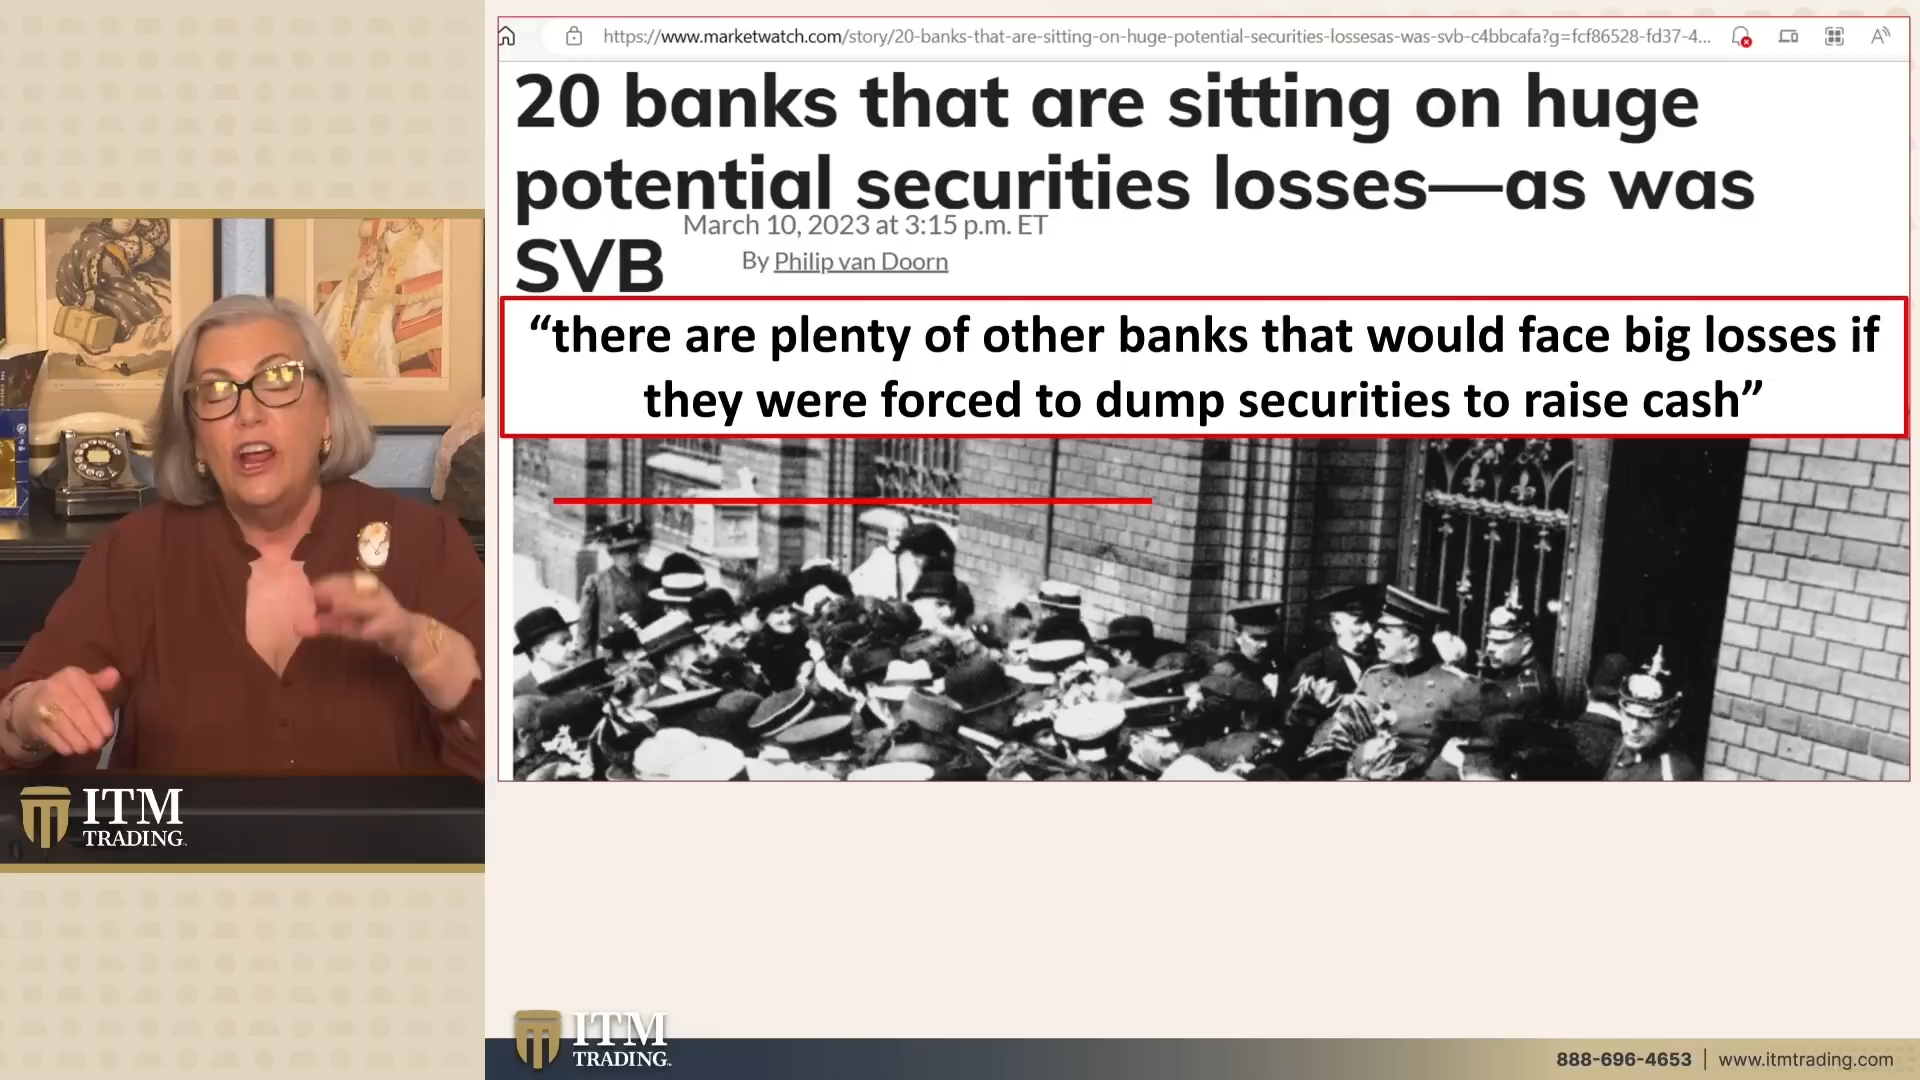 https://www.marketwatch.com/story/20-banks-that-are-sitting-on-huge-potential-securities-lossesas-was-svb-c4bbcafa?g=fcf86528-fd37-4...
20 banks that are sitting on huge
potential securities losses—as was
SVB
March 10, 2023 at 3:15 p.m. ET
By Philip van Doorn
“there are plenty of other banks that would face big losses if
they were forced to dump securities to raise cash”
ITM
TRADING
ITM
TRADING
888-696-4653 | www.itmtrading.com